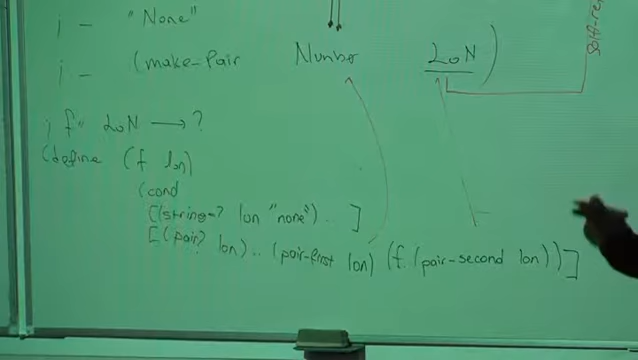 ; - "None"
; - (make-Pair Number LoN)
; f: LoN → ?
(define (f lon)
(cond
[(string=? lon "none") .. ]
[(pair? lon) .. (pair-first lon) (f (pair-second lon))]